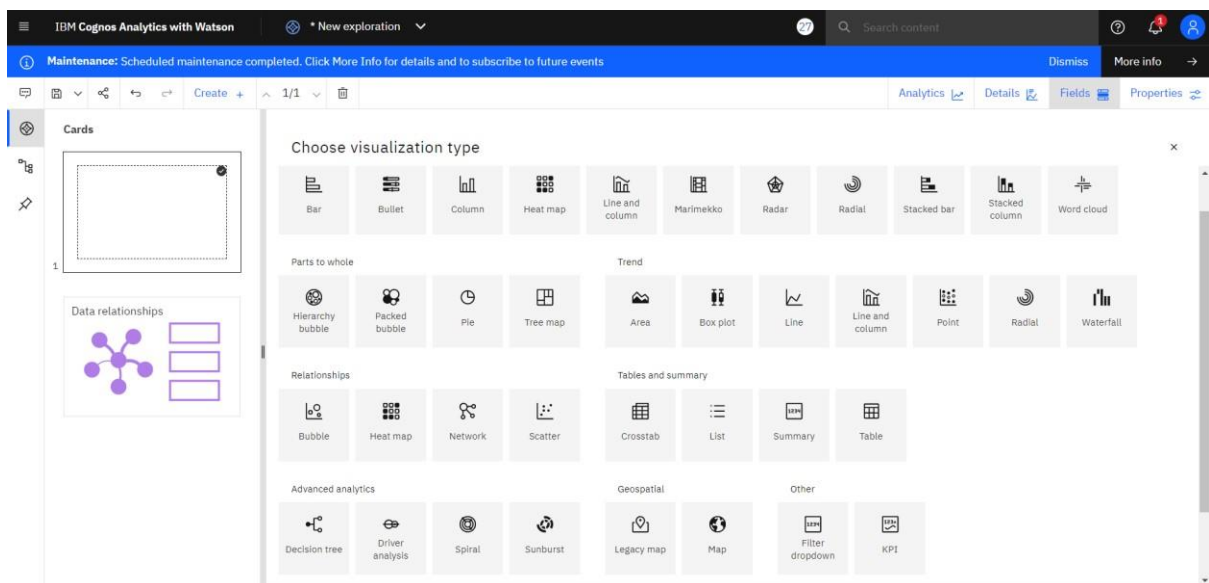 IBM Cognos Analytics with Watson
* New exploration
27
Search content
1
Maintenance: Scheduled maintenance completed. Click More Info for details and to subscribe to future events
Dismiss
More info
Create +
1/1
Analytics
Details
Fields
Properties
Cards
1
Data relationships
Choose visualization type
Bar
Bullet
Column
Heat map
Line and
column
Marimekko
Radar
Radial
Stacked bar
Stacked
column
Word cloud
Parts to whole
Hierarchy
bubble
Packed
bubble
Pie
Tree map
Trend
Area
Box plot
Line
Line and
column
Point
Radial
Waterfall
Relationships
Bubble
Heat map
Network
Scatter
Tables and summary
Crosstab
List
1234
Summary
Table
Advanced analytics
Decision tree
Driver
analysis
Spiral
Sunburst
Geospatial
Legacy map
Map
Other
1234
Filter
dropdown
KPI